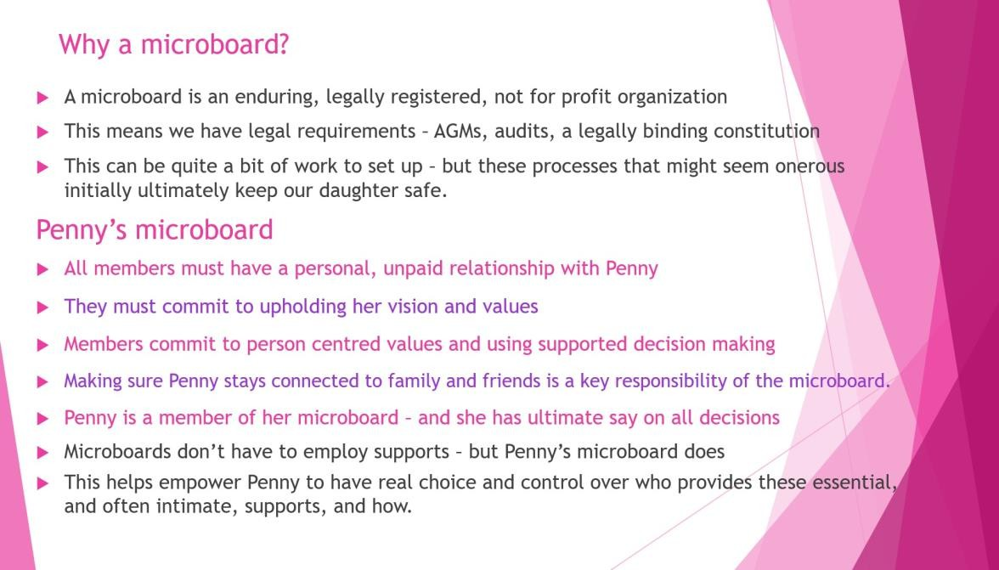 Why a microboard?
A microboard is an enduring, legally registered, not for profit organization
This means we have legal requirements – AGMs, audits, a legally binding constitution
This can be quite a bit of work to set up – but these processes that might seem onerous
initially ultimately keep our daughter safe.
Penny’s microboard
All members must have a personal, unpaid relationship with Penny
They must commit to upholding her vision and values
Members commit to person centred values and using supported decision making
Making sure Penny stays connected to family and friends is a key responsibility of the microboard.
Penny is a member of her microboard – and she has ultimate say on all decisions
Microboards don’t have to employ supports – but Penny’s microboard does
This helps empower Penny to have real choice and control over who provides these essential,
and often intimate, supports, and how.